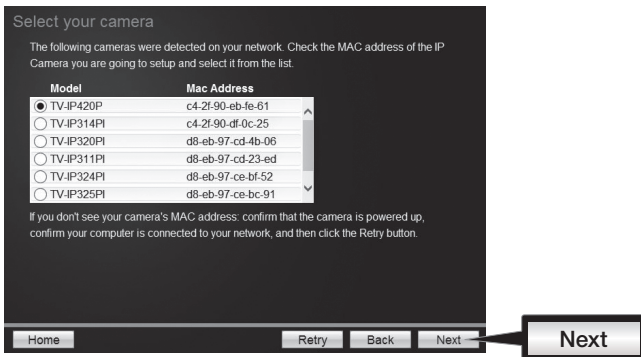 Select your camera
The following cameras were detected on your network. Check the MAC address of the IP
Camera you are going to setup and select it from the list.
Model Mac Address
TV-IP420P c4-2f-90-eb-fe-61
TV-IP314PI c4-2f-90-df-0c-25
TV-IP320PI d8-eb-97-cd-4b-06
TV-IP311PI d8-eb-97-cd-23-ed
TV-IP324PI d8-eb-97-ce-bf-52
TV-IP325PI d8-eb-97-ce-bc-91
If you don't see your camera's MAC address: confirm that the camera is powered up,
confirm your computer is connected to your network, and then click the Retry button.
Home Retry Back Next
Next